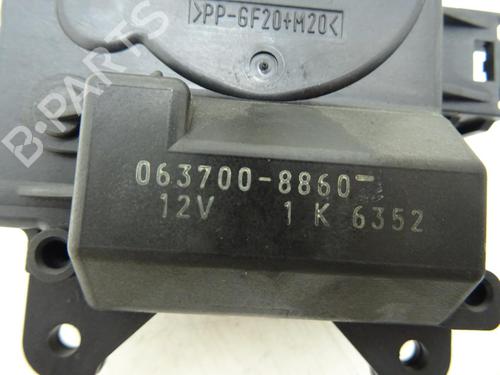 >PP-GF20+M20<
B-PARTS
063700-8860
12V 1 K 6352